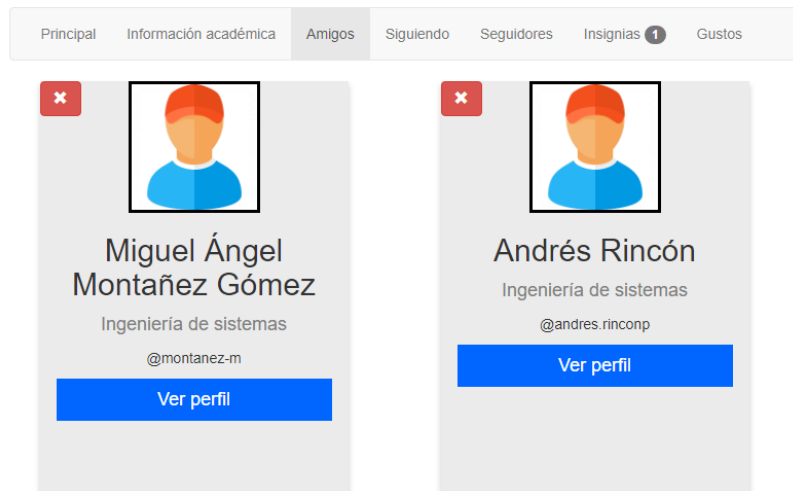 Principal Información académica Amigos Siguiendo Seguidores Insignias 1 Gustos
Miguel Ángel
Montañez Gómez
Ingeniería de sistemas
@montanez-m
Ver perfil
Andrés Rincón
Ingeniería de sistemas
@andres.rinconp
Ver perfil